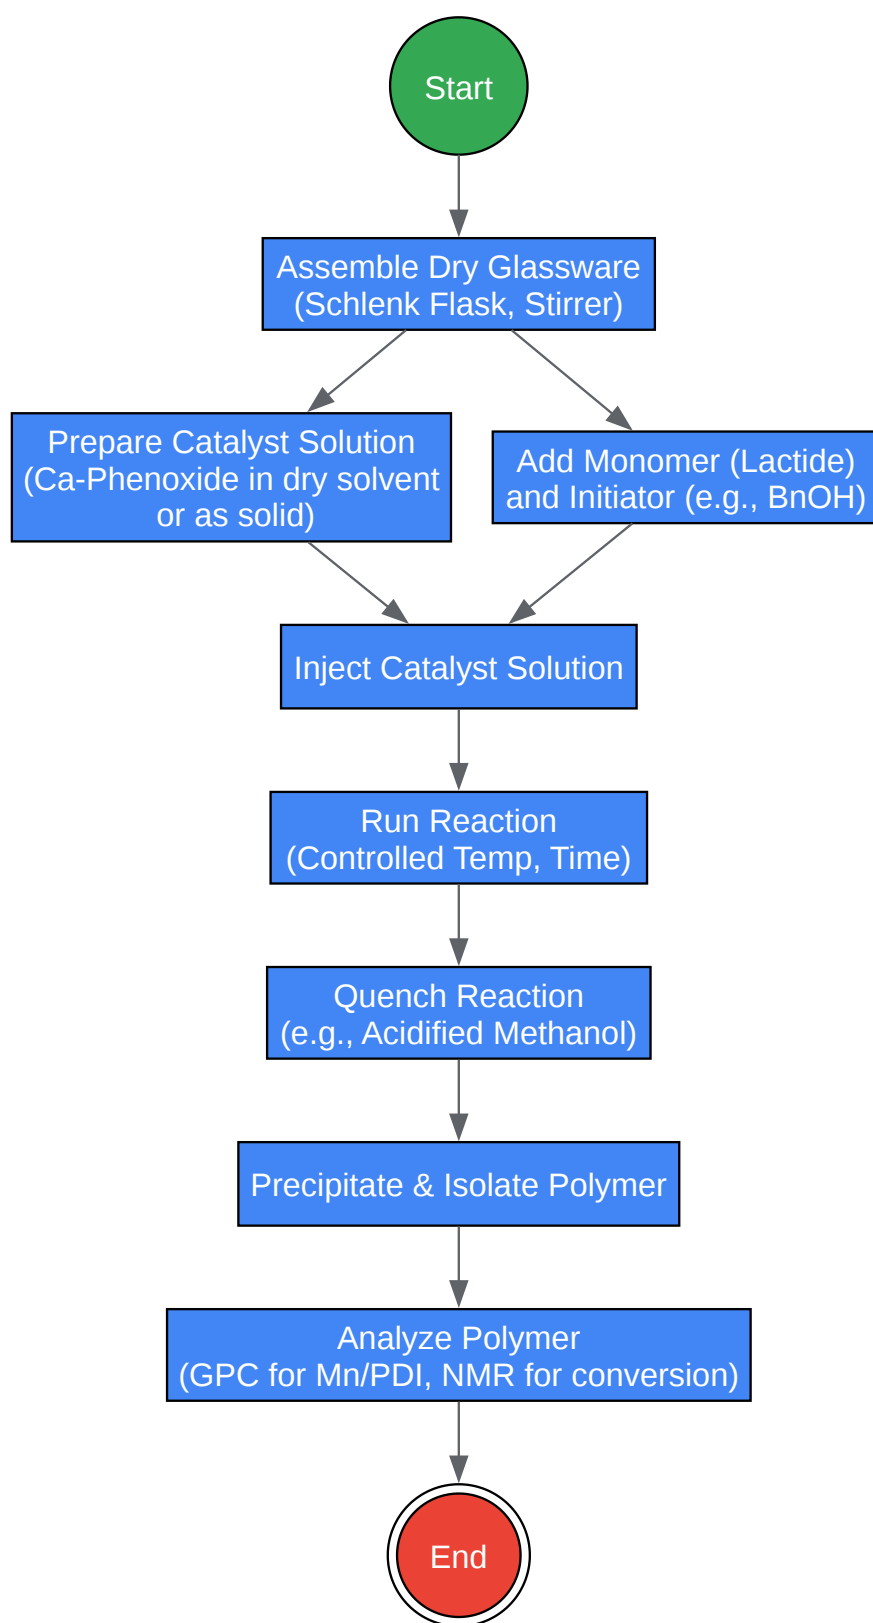 Start
Assemble Dry Glassware
(Schlenk Flask, Stirrer)
Prepare Catalyst Solution
(Ca-Phenoxide in dry solvent
or as solid)
Add Monomer (Lactide)
and Initiator (e.g., BnOH)
Inject Catalyst Solution
Run Reaction
(Controlled Temp, Time)
Quench Reaction
(e.g., Acidified Methanol)
Precipitate & Isolate Polymer
Analyze Polymer
(GPC for Mn/PDI, NMR for conversion)
End